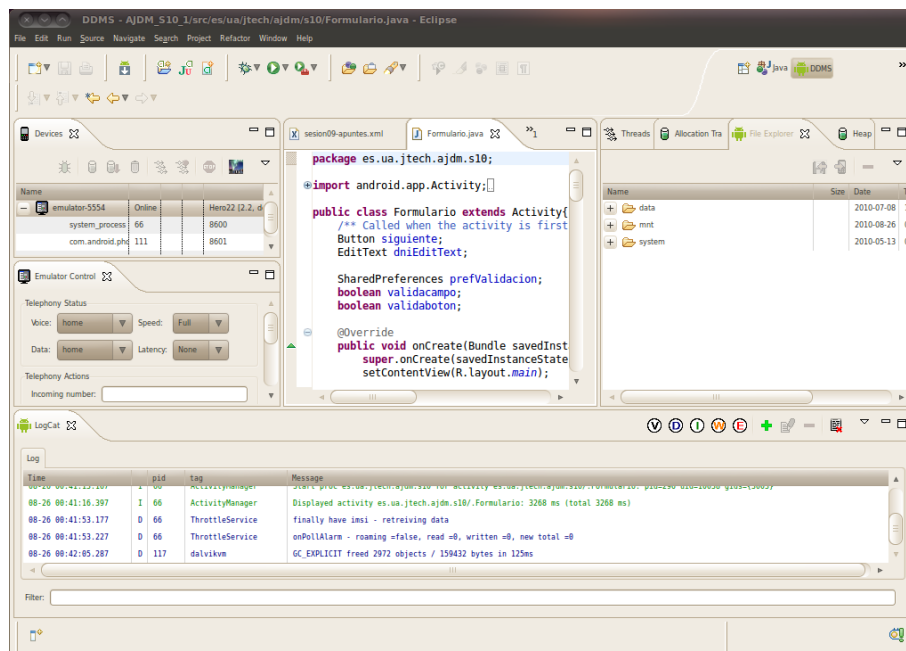 DDMS - AJDM_S10_1/src/es/ua/jtech/ajdm/s10/Formulario.java - Eclipse
File Edit Run Source Navigate Search Project Refactor Window Help
Java DDMS »
Devices
Name
emulator-5554 Online Hero22 [2.2, d
system_process 66 8600
com.android.pho 111 8601
Emulator Control
Telephony Status
Voice: home Speed: Full
Data: home Latency: None
Telephony Actions
Incoming number:
sesion09-apuntes.xml Formulario.java »1
package es.ua.jtech.ajdm.s10;
import android.app.Activity;
public class Formulario extends Activity{
/** Called when the activity is first
Button siguiente;
EditText dniEditText;
SharedPreferences prefValidacion;
boolean validacampo;
boolean validaboton;
@Override
public void onCreate(Bundle savedInst
super.onCreate(savedInstanceState
setContentView(R.layout.main);
Threads Allocation Tra File Explorer Heap
Name Size Date T
data 2010-07-08
mnt 2010-08-26
system 2010-05-13
LogCat
V D I W E
Log
Time pid tag Message
08-26 00:41:16.397 I 66 ActivityManager Displayed activity es.ua.jtech.ajdm.s10/.Formulario: 3268 ms (total 3268 ms)
08-26 00:41:53.177 D 66 ThrottleService finally have imsi - retreiving data
08-26 00:41:53.227 D 66 ThrottleService onPollAlarm - roaming =false, read =0, written =0, new total =0
08-26 00:42:05.287 D 117 dalvikvm GC_EXPLICIT freed 2972 objects / 159432 bytes in 125ms
Filter: